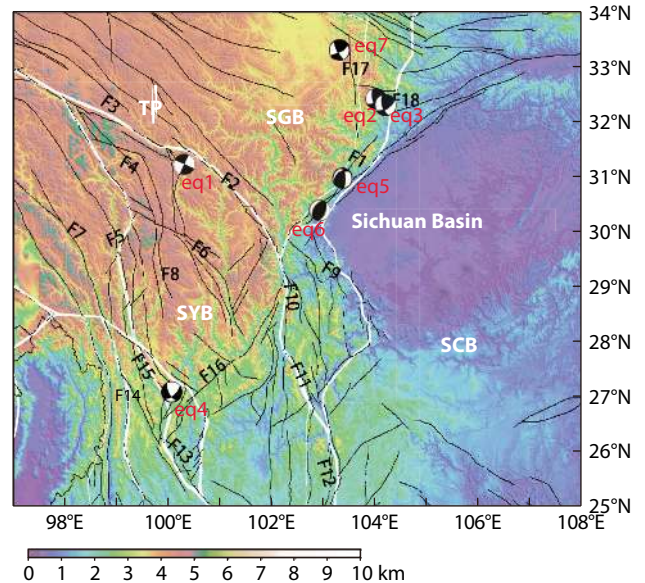 34°N
eq7
F17
33°N
F3
TP
eq2
F18
eq3
32°N
SGB
F4
eq1
F2
F1
eq5
31°N
F7
F5
F6
eq6
Sichuan Basin
30°N
F8
F9
F10
29°N
SYB
SCB
28°N
F15
F16
F11
F14
eq4
27°N
F13
F12
26°N
25°N
98°E 100°E 102°E 104°E 106°E 108°E
0 1 2 3 4 5 6 7 8 9 10 km